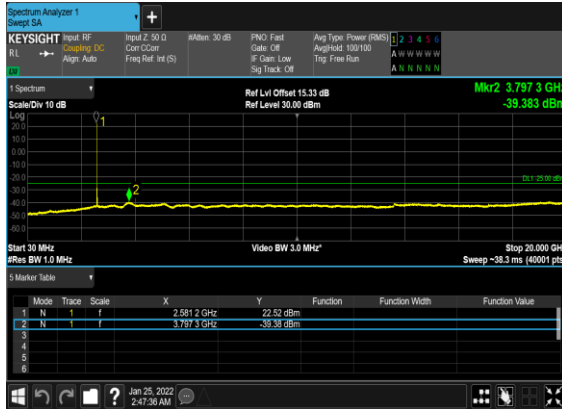 Spectrum Analyzer 1
Swept SA
+
KEYSIGHT Input: RF Input Z: 50 Ω #Atten: 30 dB PNO: Fast Avg Type: Power (RMS) 1 2 3 4 5 6
RL Coupling: DC Corr CCorr Gate: Off Avg|Hold: 100/100 A W W W W W
Align: Auto Freq Ref: Int (S) IF Gain: Low Trig: Free Run
LU Sig Track: Off A N N N N N
1 Spectrum Ref Lvl Offset 15.33 dB Mkr2 3.797 3 GHz
Scale/Div 10 dB Ref Level 30.00 dBm -39.383 dBm
Log
1
20.0
10.0
0.00
-10.0
-20.0 DL1 -25.00 dBm
-30.0 2
-40.0
-50.0
-60.0
Start 30 MHz Video BW 3.0 MHz* Stop 20.000 GHz
#Res BW 1.0 MHz Sweep ~38.3 ms (40001 pts)
5 Marker Table
Mode Trace Scale X Y Function Function Width Function Value
1 N 1 f 2.581 2 GHz 22.52 dBm
2 N 1 f 3.797 3 GHz -39.38 dBm
3
4
5
6
? Jan 25, 2022
2:47:36 AM